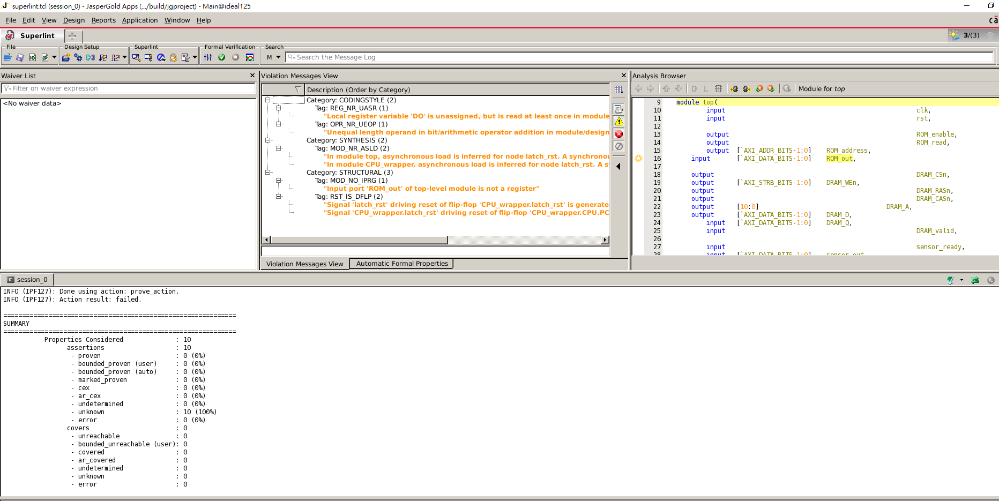 superlint.tcl (session_0) - JasperGold Apps (.../build/jgproject) - Main@ideal125
File Edit View Design Reports Application Window Help
Superlint
3/(3)
File Design Setup Superlint Formal Verification Search
M Search the Message Log
Waiver List
Filter on waiver expression
<No waiver data>
Violation Messages View
Description (Order by Category)
Category: CODINGSTYLE (2)
Tag: REG_NR_UASR (1)
"Local register variable 'DO' is unassigned, but is read at least once in module
Tag: OPR_NR_UEOP (1)
"Unequal length operand in bit/arithmetic operator addition in module/design
Category: SYNTHESIS (2)
Tag: MOD_NR_ASLD (2)
"In module top, asynchronous load is inferred for node latch_rst. A synchrono
"In module CPU_wrapper, asynchronous load is inferred for node latch_rst. A s
Category: STRUCTURAL (3)
Tag: MOD_NO_IPRG (1)
"Input port 'ROM_out' of top-level module is not a register"
Tag: RST_IS_DFLP (2)
"Signal 'latch_rst' driving reset of flip-flop 'CPU_wrapper.latch_rst' is generate
"Signal 'CPU_wrapper.latch_rst' driving reset of flip-flop 'CPU_wrapper.CPU.PC
Violation Messages View Automatic Formal Properties
Analysis Browser
D L Module for top
9 module top(
10 input clk,
11 input rst,
12
13 output ROM_enable,
14 output ROM_read,
15 output [`AXI_ADDR_BITS-1:0] ROM_address,
16 input [`AXI_DATA_BITS-1:0] ROM_out,
17
18 output DRAM_CSn,
19 output [`AXI_STRB_BITS-1:0] DRAM_WEn,
20 output DRAM_RASn,
21 output DRAM_CASn,
22 output [10:0] DRAM_A,
23 output [`AXI_DATA_BITS-1:0] DRAM_D,
24 input [`AXI_DATA_BITS-1:0] DRAM_Q,
25 input DRAM_valid,
26
27 input sensor_ready,
28 input [`AXI_DATA_BITS-1:0] sensor_out
session_0
INFO (IPF127): Done using action: prove_action.
INFO (IPF127): Action result: failed.
==============================================================
SUMMARY
==============================================================
Properties Considered : 10
assertions : 10
- proven : 0 (0%)
- bounded_proven (user) : 0 (0%)
- bounded_proven (auto) : 0 (0%)
- marked_proven : 0 (0%)
- cex : 0 (0%)
- ar_cex : 0 (0%)
- undetermined : 0 (0%)
- unknown : 10 (100%)
- error : 0 (0%)
covers : 0
- unreachable : 0
- bounded_unreachable (user): 0
- covered : 0
- ar_covered : 0
- undetermined : 0
- unknown : 0
- error : 0